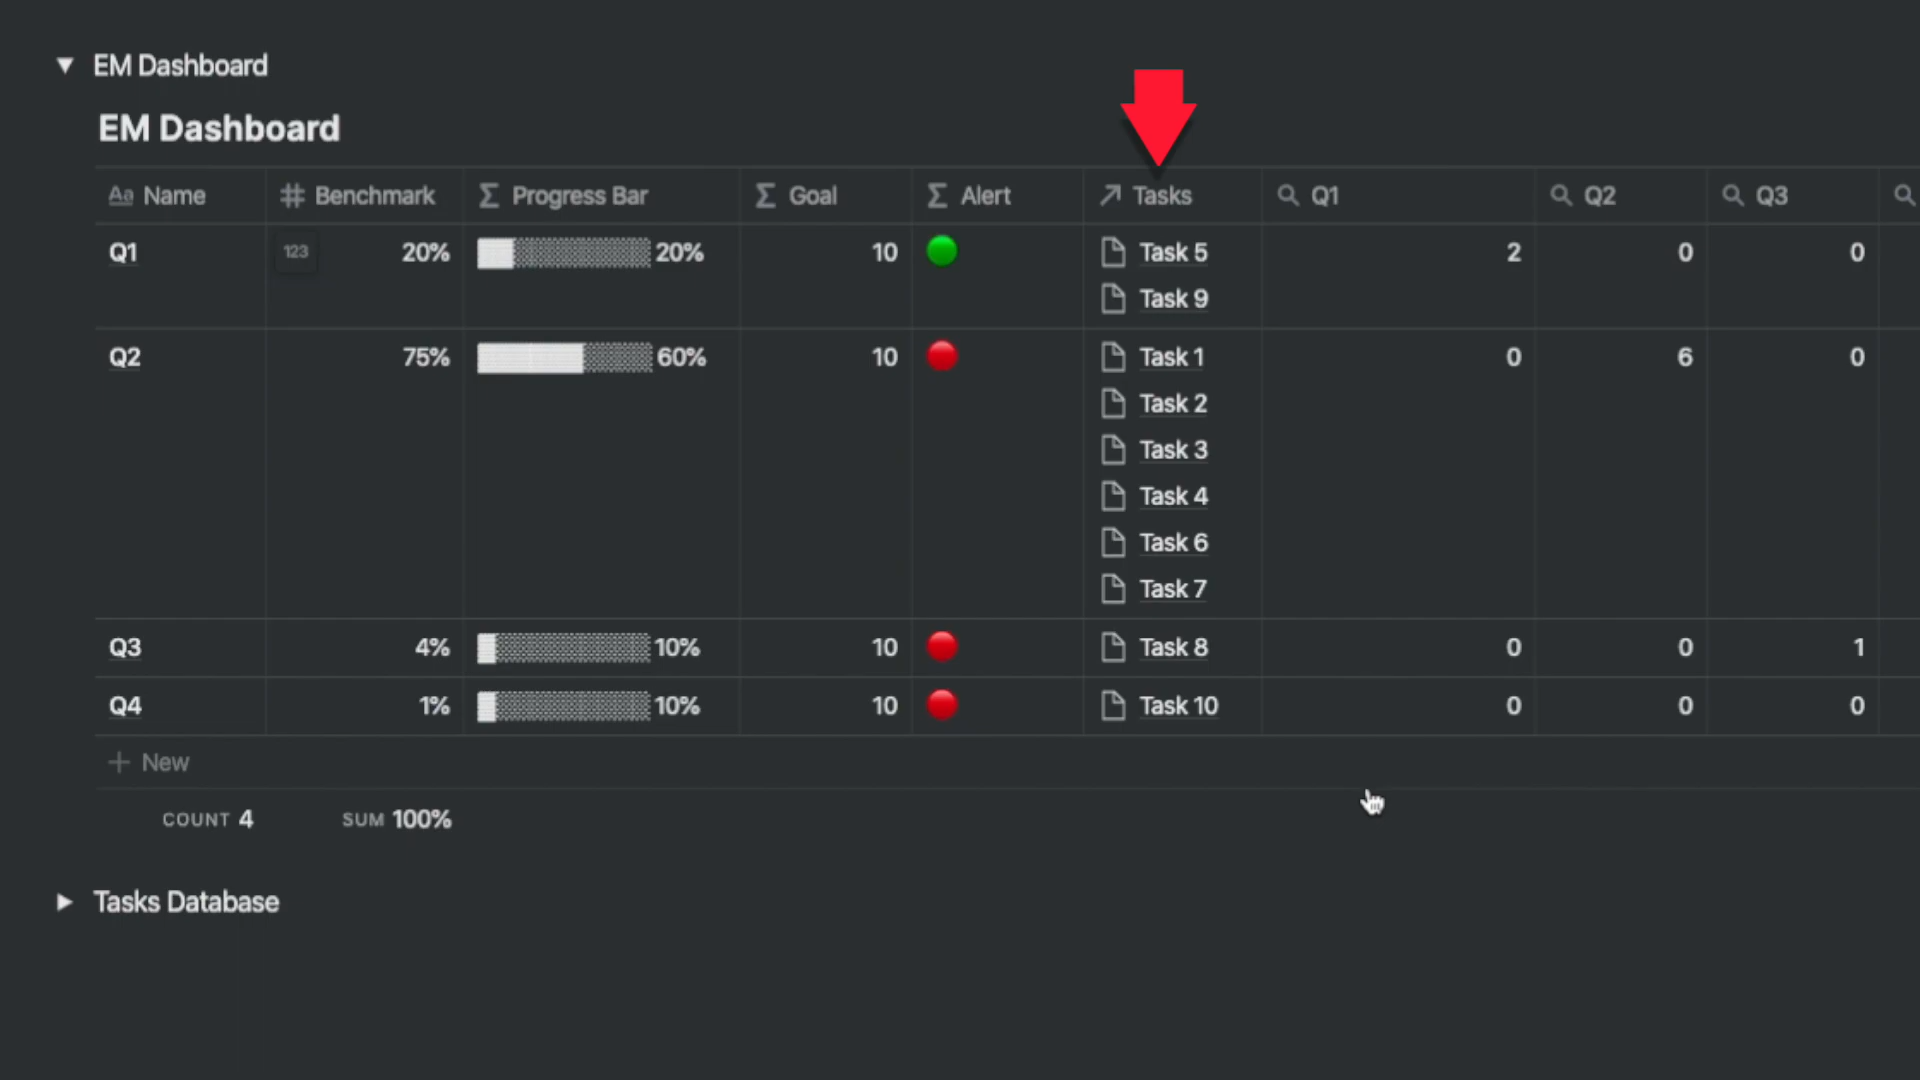 EM Dashboard
EM Dashboard
Aa Name # Benchmark Σ Progress Bar Σ Goal Σ Alert Tasks Q1 Q2 Q3
Q1 123 20% 20% 10 Task 5 2 0 0
Task 9
Q2 75% 60% 10 Task 1 0 6 0
Task 2
Task 3
Task 4
Task 6
Task 7
Q3 4% 10% 10 Task 8 0 0 1
Q4 1% 10% 10 Task 10 0 0 0
+ New
COUNT 4 SUM 100%
Tasks Database